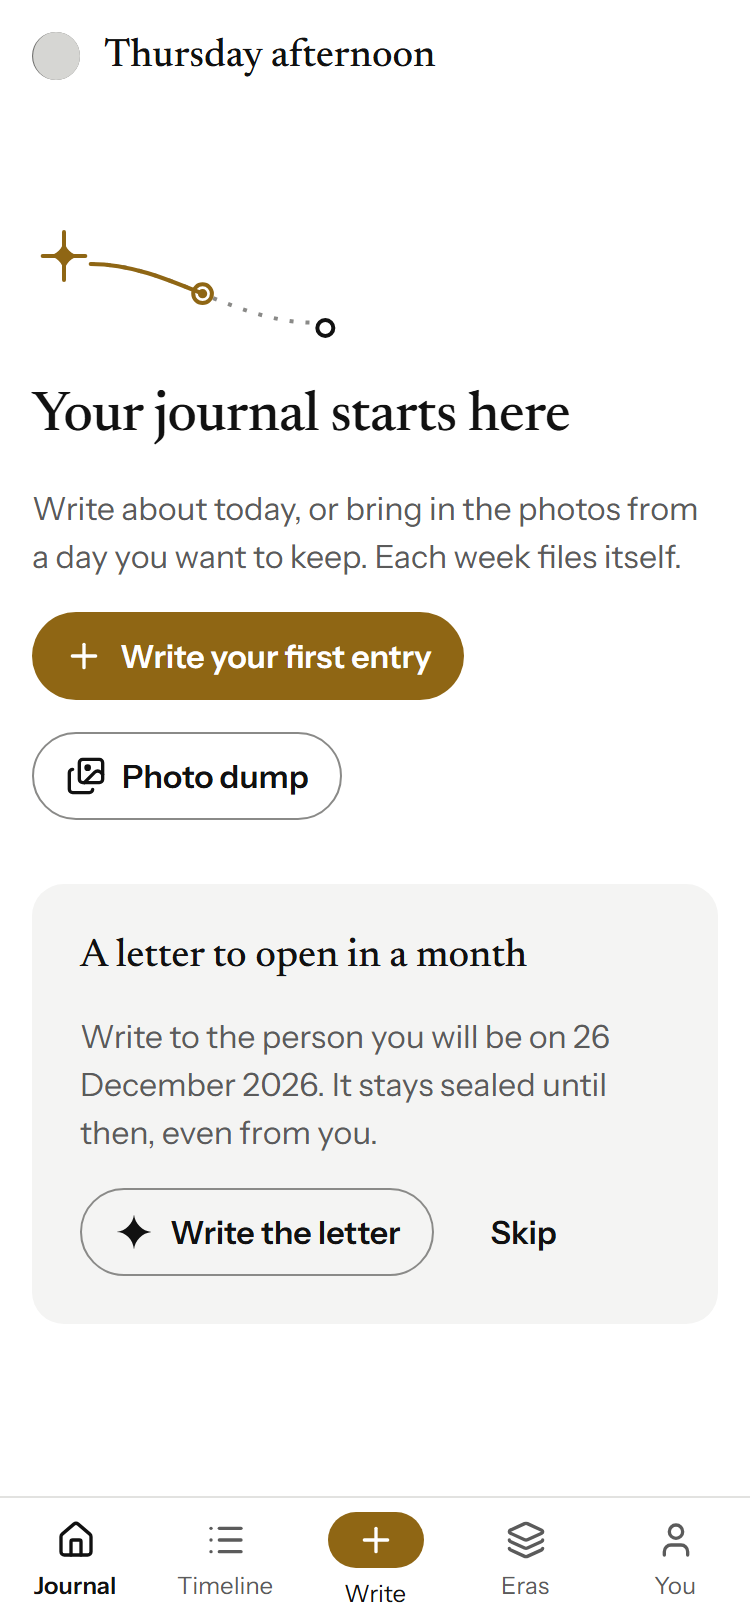 Thursday afternoon
Your journal starts here
Write about today, or bring in the photos from
a day you want to keep. Each week files itself.
Write your first entry
Photo dump
A letter to open in a month
Write to the person you will be on 26
December 2026. It stays sealed until
then, even from you.
Write the letter
Skip
Journal
Timeline
Write
Eras
You